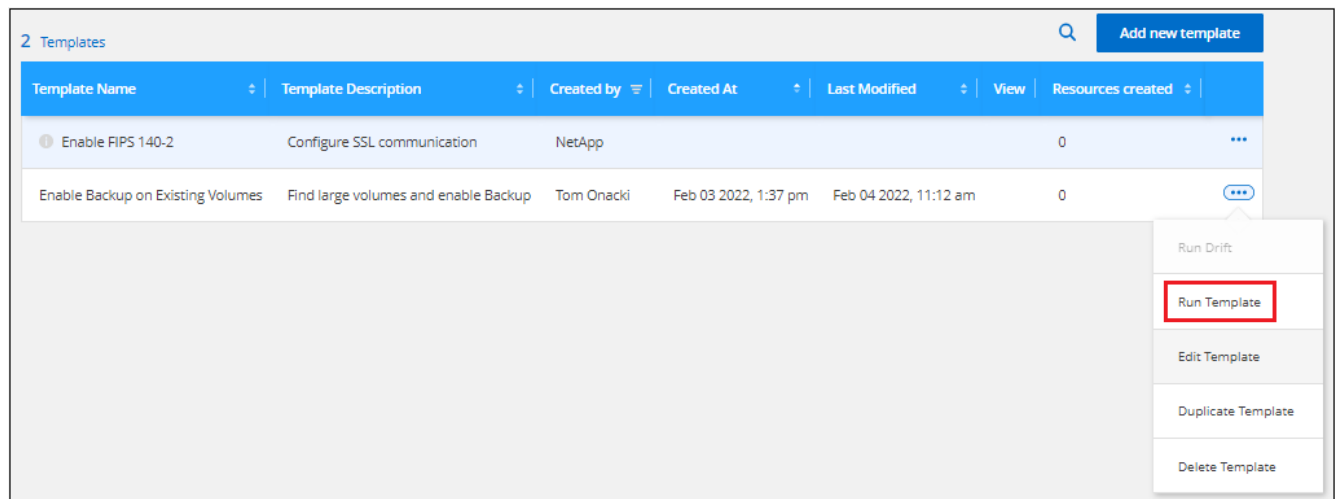 2 Templates
Add new template
Template Name Template Description Created by Created At Last Modified View Resources created
Enable FIPS 140-2 Configure SSL communication NetApp 0
Enable Backup on Existing Volumes Find large volumes and enable Backup Tom Onacki Feb 03 2022, 1:37 pm Feb 04 2022, 11:12 am 0
Run Drift
Run Template
Edit Template
Duplicate Template
Delete Template